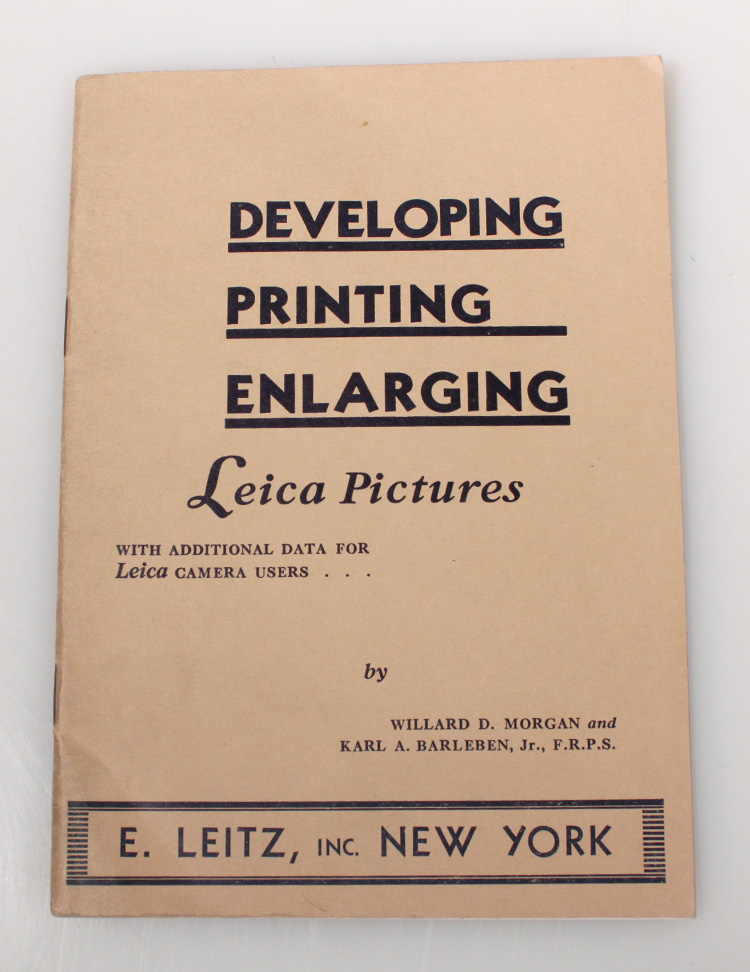 DEVELOPING
PRINTING
ENLARGING
Leica Pictures
WITH ADDITIONAL DATA FOR
Leica CAMERA USERS . . .
by
WILLARD D. MORGAN and
KARL A. BARLEBEN, Jr., F.R.P.S.
E. LEITZ, INC. NEW YORK